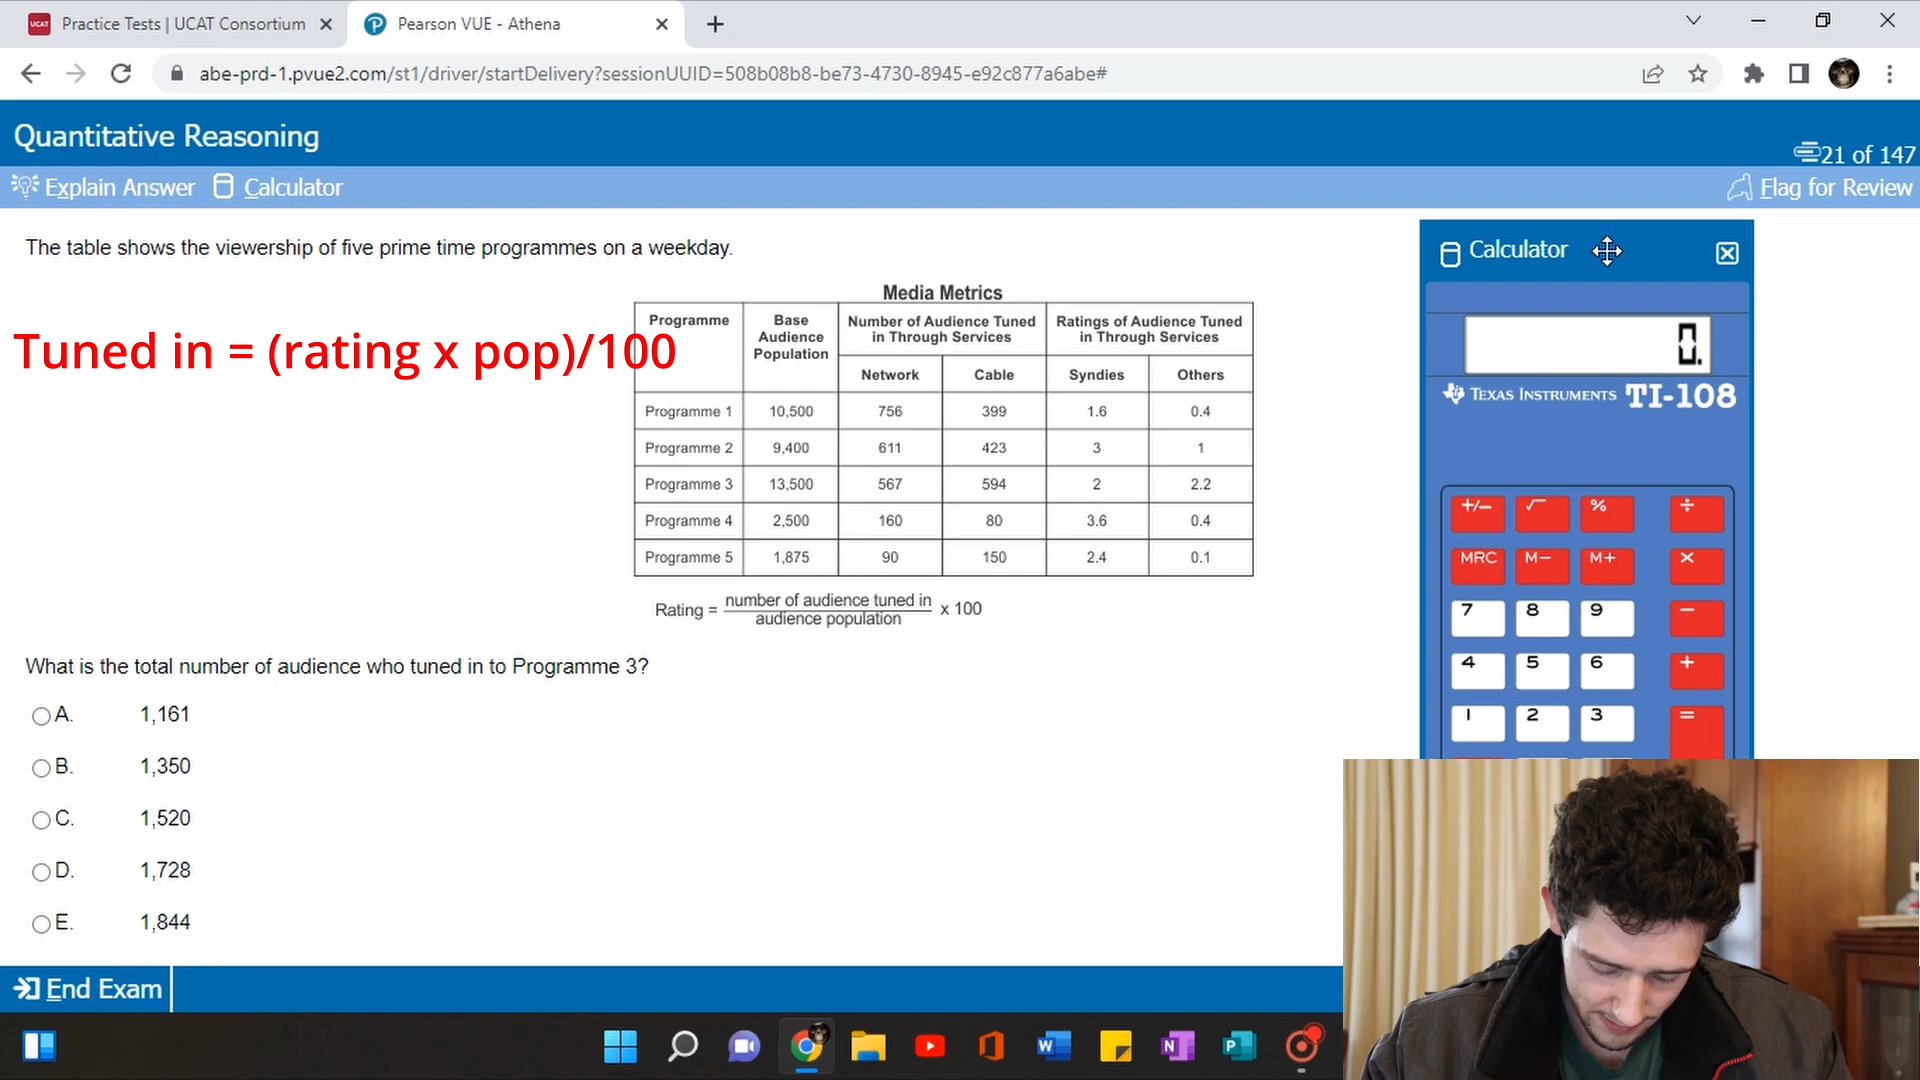 Practice Tests | UCAT Consortium
Pearson VUE - Athena
abe-prd-1.pvue2.com/st1/driver/startDelivery?sessionUUID=508b08b8-be73-4730-8945-e92c877a6abe#
Quantitative Reasoning
21 of 147
Explain Answer Calculator
Flag for Review
The table shows the viewership of five prime time programmes on a weekday.
Tuned in = (rating x pop)/100
Media Metrics
Programme Base Audience Population Number of Audience Tuned in Through Services Ratings of Audience Tuned in Through Services
Network Cable Syndies Others
Programme 1 10,500 756 399 1.6 0.4
Programme 2 9,400 611 423 3 1
Programme 3 13,500 567 594 2 2.2
Programme 4 2,500 160 80 3.6 0.4
Programme 5 1,875 90 150 2.4 0.1
Rating = number of audience tuned in / audience population x 100
What is the total number of audience who tuned in to Programme 3?
A. 1,161
B. 1,350
C. 1,520
D. 1,728
E. 1,844
Calculator
0.
TEXAS INSTRUMENTS TI-108
+/− √ % ÷
MRC M− M+ ×
7 8 9 −
4 5 6 +
1 2 3 =
End Exam